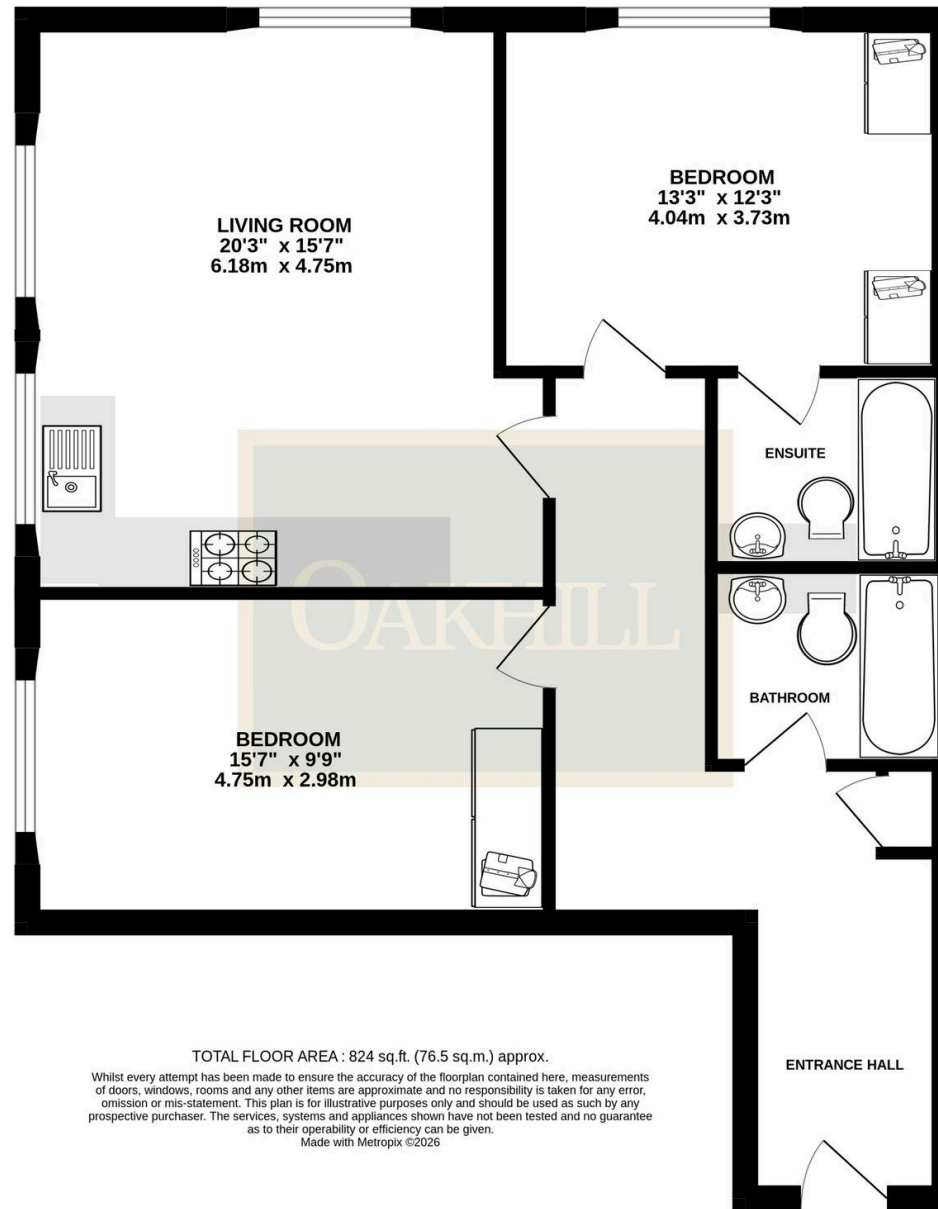 LIVING ROOM
20'3" x 15'7"
6.18m x 4.75m
BEDROOM
13'3" x 12'3"
4.04m x 3.73m
ENSUITE
OAKHILL
BATHROOM
BEDROOM
15'7" x 9'9"
4.75m x 2.98m
ENTRANCE HALL
TOTAL FLOOR AREA : 824 sq.ft. (76.5 sq.m.) approx.
Whilst every attempt has been made to ensure the accuracy of the floorplan contained here, measurements
of doors, windows, rooms and any other items are approximate and no responsibility is taken for any error,
omission or mis-statement. This plan is for illustrative purposes only and should be used as such by any
prospective purchaser. The services, systems and appliances shown have not been tested and no guarantee
as to their operability or efficiency can be given.
Made with Metropix ©2026